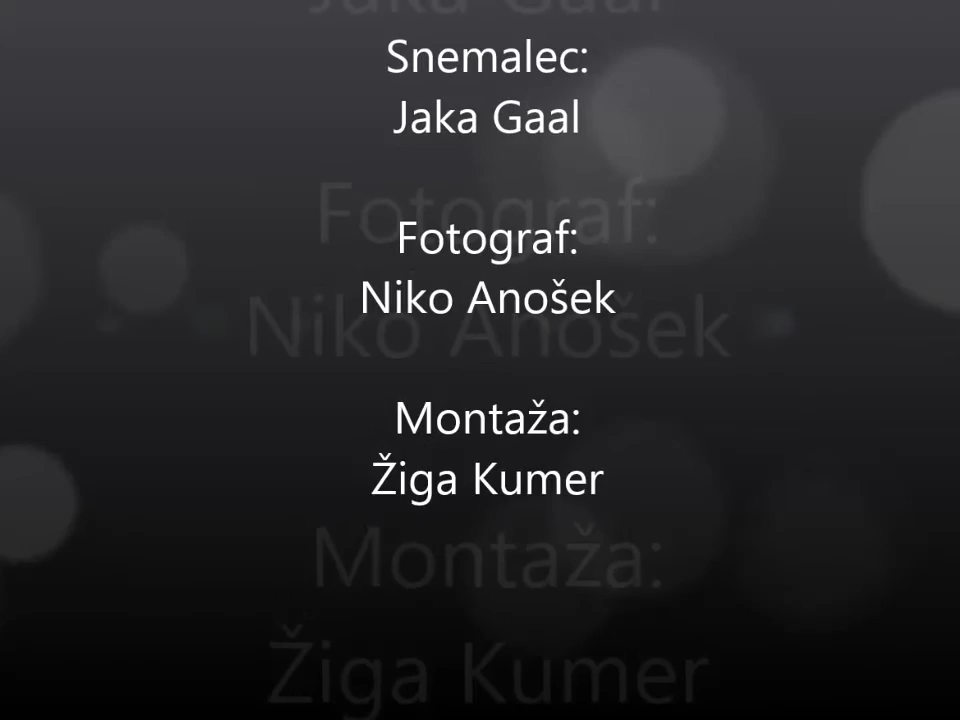 Snemalec:
Jaka Gaal
Fotograf:
Niko Anošek
Montaža:
Žiga Kumer